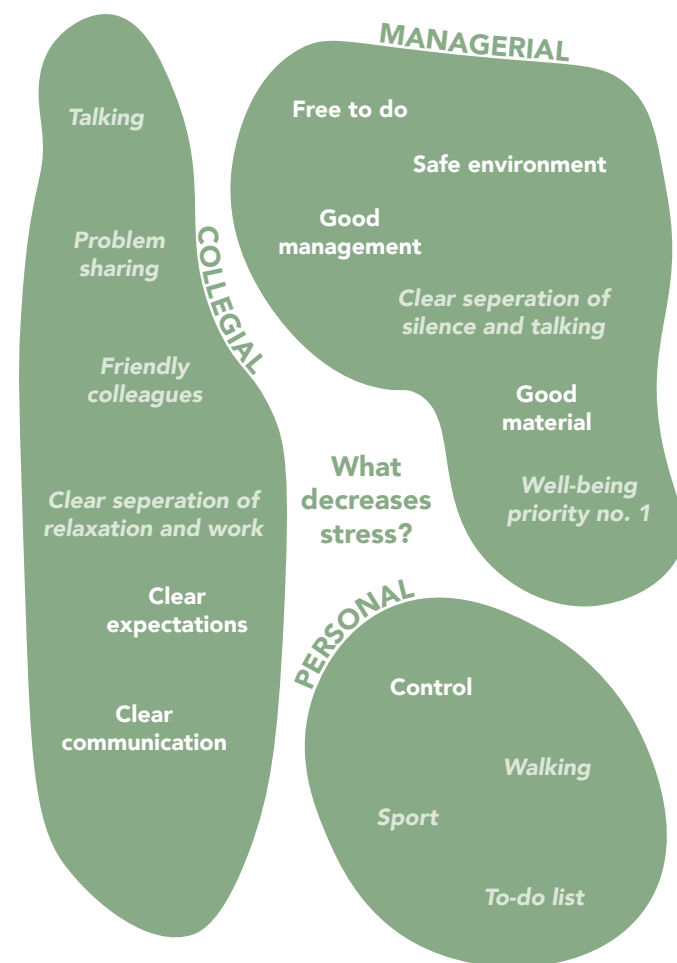 MANAGERIAL
Free to do
Safe environment
Good
management
Clear seperation of
silence and talking
Good
material
Well-being
priority no. 1
COLLEGIAL
Talking
Problem
sharing
Friendly
colleagues
Clear seperation of
relaxation and work
Clear
expectations
Clear
communication
What
decreases
stress?
PERSONAL
Control
Walking
Sport
To-do list